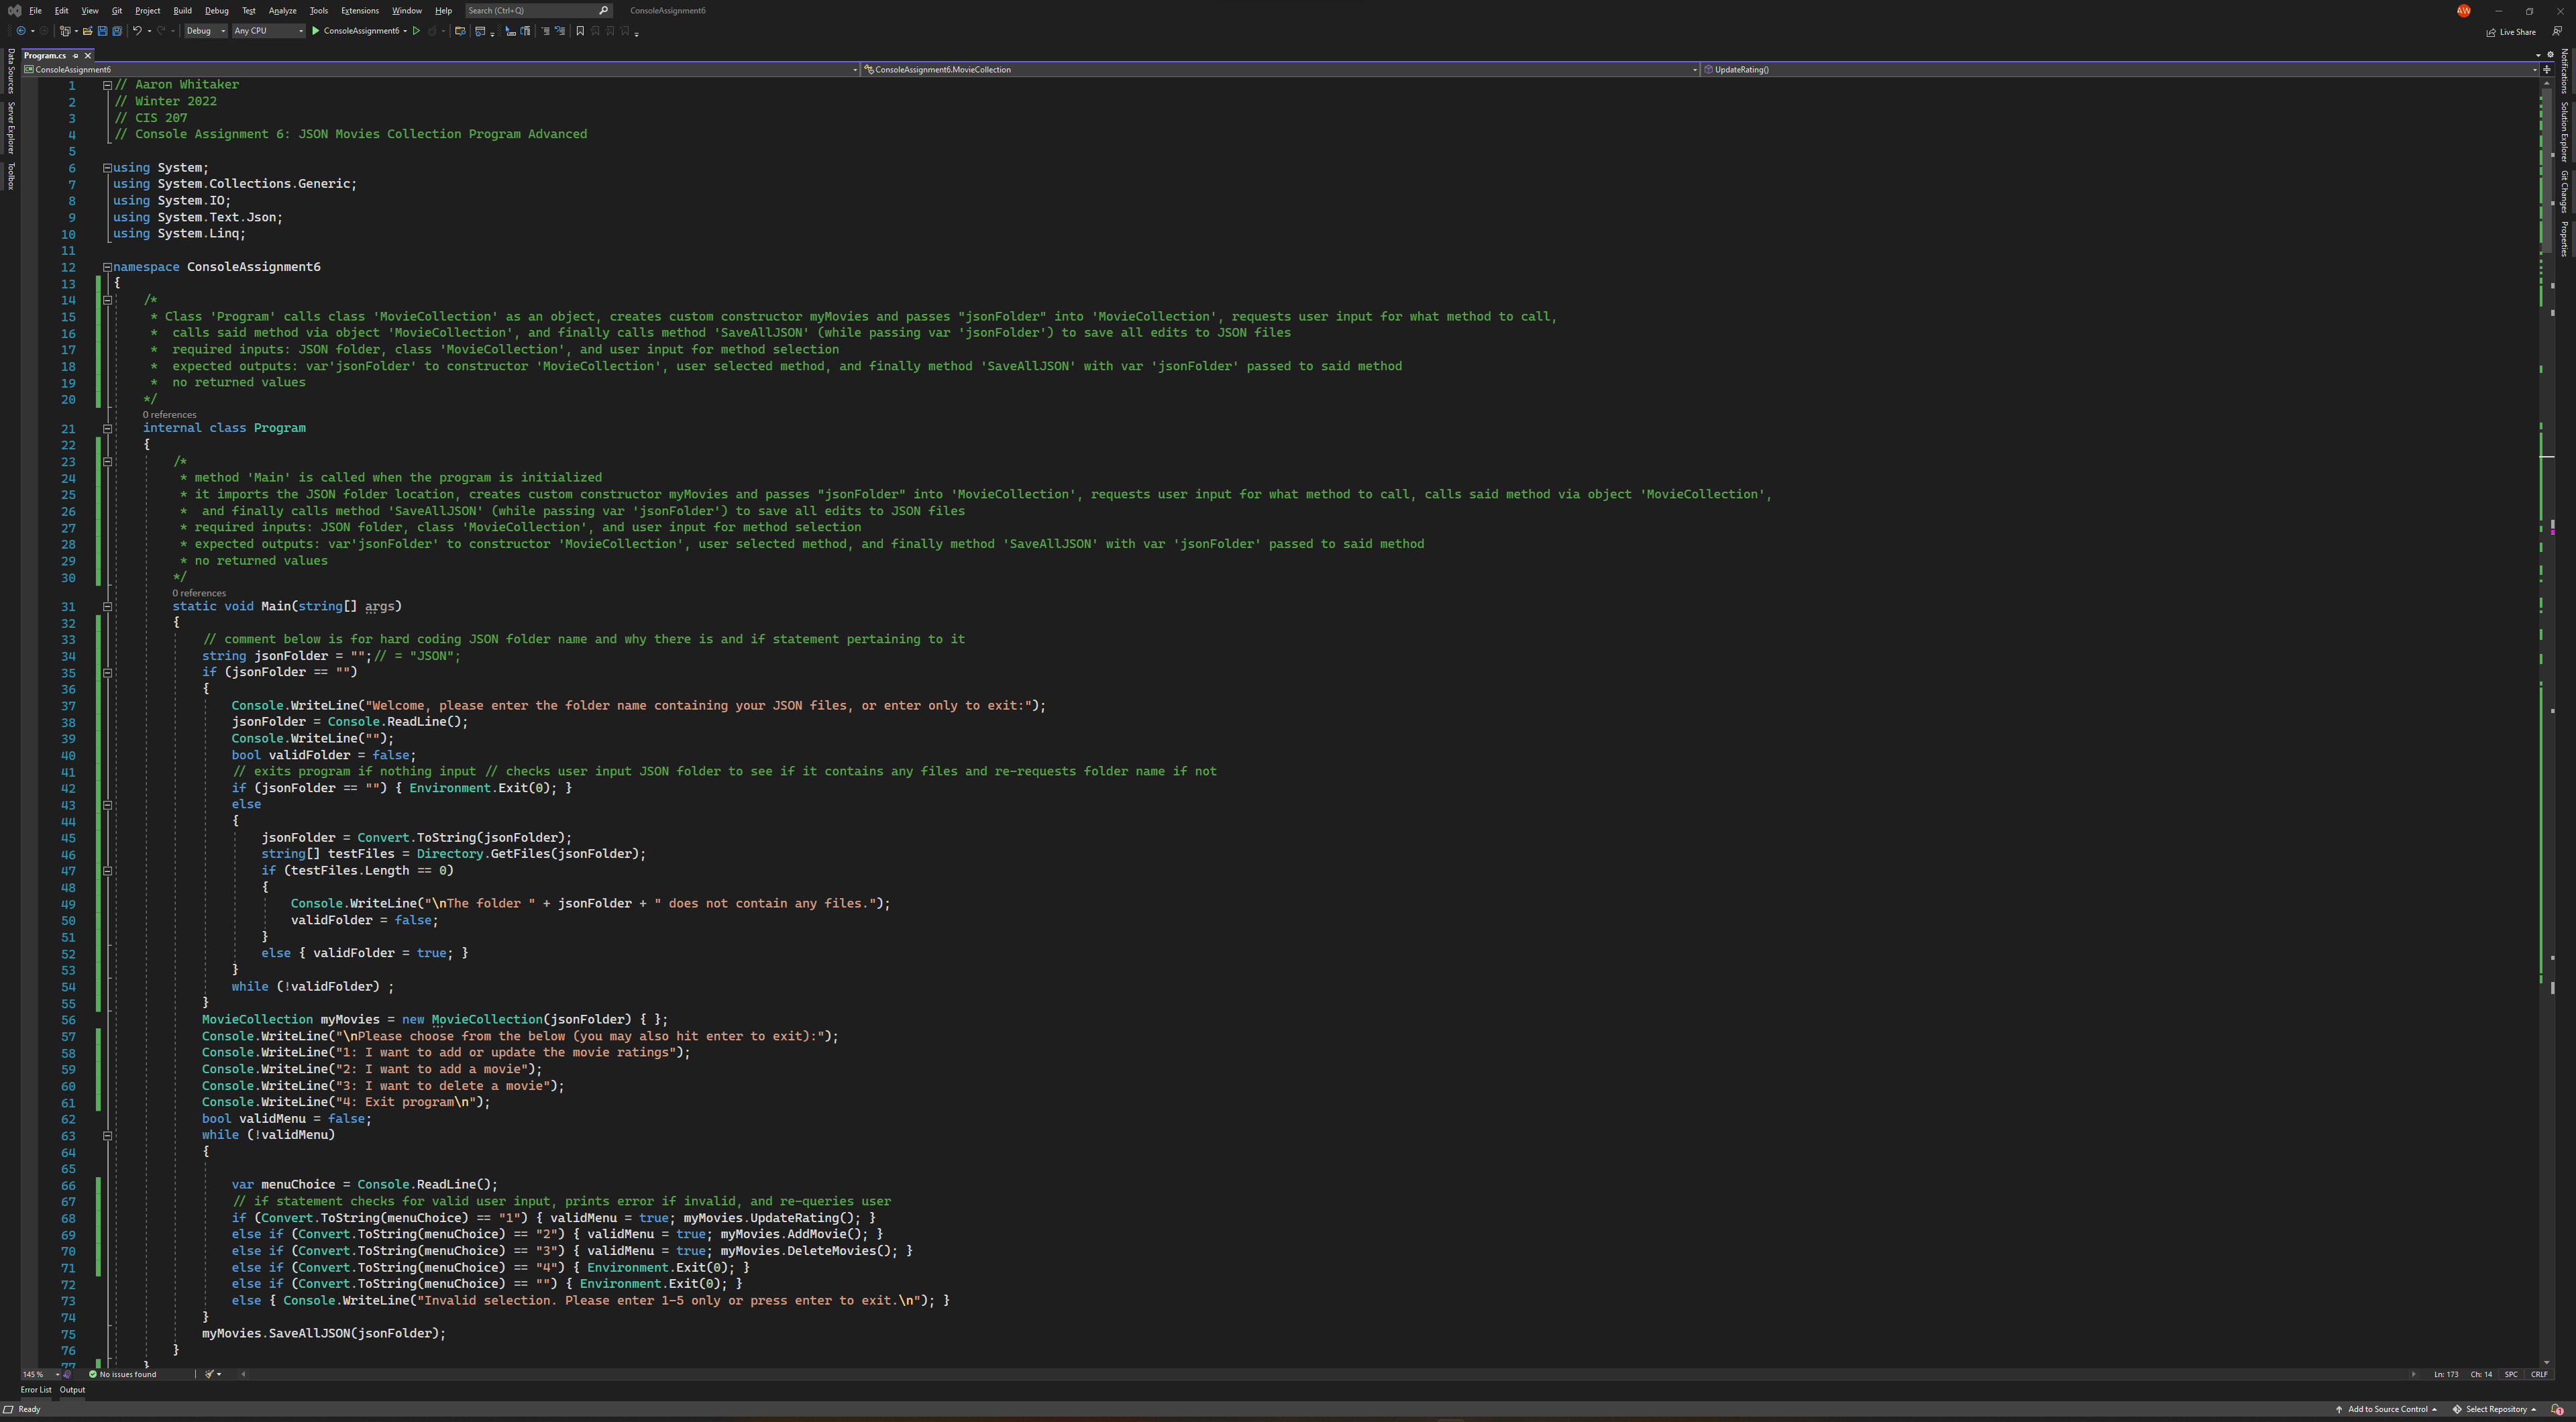 File Edit View Git Project Build Debug Test Analyze Tools Extensions Window Help Search (Ctrl+Q) ConsoleAssignment6 AW
Debug Any CPU ConsoleAssignment6 Live Share
Data Sources
Server Explorer
Toolbox
Notifications
Solution Explorer
Git Changes
Properties
Program.cs
ConsoleAssignment6 ConsoleAssignment6.MovieCollection UpdateRating()
1 // Aaron Whitaker
2 // Winter 2022
3 // CIS 207
4 // Console Assignment 6: JSON Movies Collection Program Advanced
5
6 using System;
7 using System.Collections.Generic;
8 using System.IO;
9 using System.Text.Json;
10 using System.Linq;
11
12 namespace ConsoleAssignment6
13 {
14 /*
15 * Class 'Program' calls class 'MovieCollection' as an object, creates custom constructor myMovies and passes "jsonFolder" into 'MovieCollection', requests user input for what method to call,
16 * calls said method via object 'MovieCollection', and finally calls method 'SaveAllJSON' (while passing var 'jsonFolder') to save all edits to JSON files
17 * required inputs: JSON folder, class 'MovieCollection', and user input for method selection
18 * expected outputs: var'jsonFolder' to constructor 'MovieCollection', user selected method, and finally method 'SaveAllJSON' with var 'jsonFolder' passed to said method
19 * no returned values
20 */
0 references
21 internal class Program
22 {
23 /*
24 * method 'Main' is called when the program is initialized
25 * it imports the JSON folder location, creates custom constructor myMovies and passes "jsonFolder" into 'MovieCollection', requests user input for what method to call, calls said method via object 'MovieCollection',
26 * and finally calls method 'SaveAllJSON' (while passing var 'jsonFolder') to save all edits to JSON files
27 * required inputs: JSON folder, class 'MovieCollection', and user input for method selection
28 * expected outputs: var'jsonFolder' to constructor 'MovieCollection', user selected method, and finally method 'SaveAllJSON' with var 'jsonFolder' passed to said method
29 * no returned values
30 */
0 references
31 static void Main(string[] args)
32 {
33 // comment below is for hard coding JSON folder name and why there is and if statement pertaining to it
34 string jsonFolder = "";// = "JSON";
35 if (jsonFolder == "")
36 {
37 Console.WriteLine("Welcome, please enter the folder name containing your JSON files, or enter only to exit:");
38 jsonFolder = Console.ReadLine();
39 Console.WriteLine("");
40 bool validFolder = false;
41 // exits program if nothing input // checks user input JSON folder to see if it contains any files and re-requests folder name if not
42 if (jsonFolder == "") { Environment.Exit(0); }
43 else
44 {
45 jsonFolder = Convert.ToString(jsonFolder);
46 string[] testFiles = Directory.GetFiles(jsonFolder);
47 if (testFiles.Length == 0)
48 {
49 Console.WriteLine("\nThe folder " + jsonFolder + " does not contain any files.");
50 validFolder = false;
51 }
52 else { validFolder = true; }
53 }
54 while (!validFolder) ;
55 }
56 MovieCollection myMovies = new MovieCollection(jsonFolder) { };
57 Console.WriteLine("\nPlease choose from the below (you may also hit enter to exit):");
58 Console.WriteLine("1: I want to add or update the movie ratings");
59 Console.WriteLine("2: I want to add a movie");
60 Console.WriteLine("3: I want to delete a movie");
61 Console.WriteLine("4: Exit program\n");
62 bool validMenu = false;
63 while (!validMenu)
64 {
65
66 var menuChoice = Console.ReadLine();
67 // if statement checks for valid user input, prints error if invalid, and re-queries user
68 if (Convert.ToString(menuChoice) == "1") { validMenu = true; myMovies.UpdateRating(); }
69 else if (Convert.ToString(menuChoice) == "2") { validMenu = true; myMovies.AddMovie(); }
70 else if (Convert.ToString(menuChoice) == "3") { validMenu = true; myMovies.DeleteMovies(); }
71 else if (Convert.ToString(menuChoice) == "4") { Environment.Exit(0); }
72 else if (Convert.ToString(menuChoice) == "") { Environment.Exit(0); }
73 else { Console.WriteLine("Invalid selection. Please enter 1-5 only or press enter to exit.\n"); }
74 }
75 myMovies.SaveAllJSON(jsonFolder);
76 }
77 }
145 % No issues found Ln: 173 Ch: 14 SPC CRLF
Error List Output
Ready Add to Source Control Select Repository 1